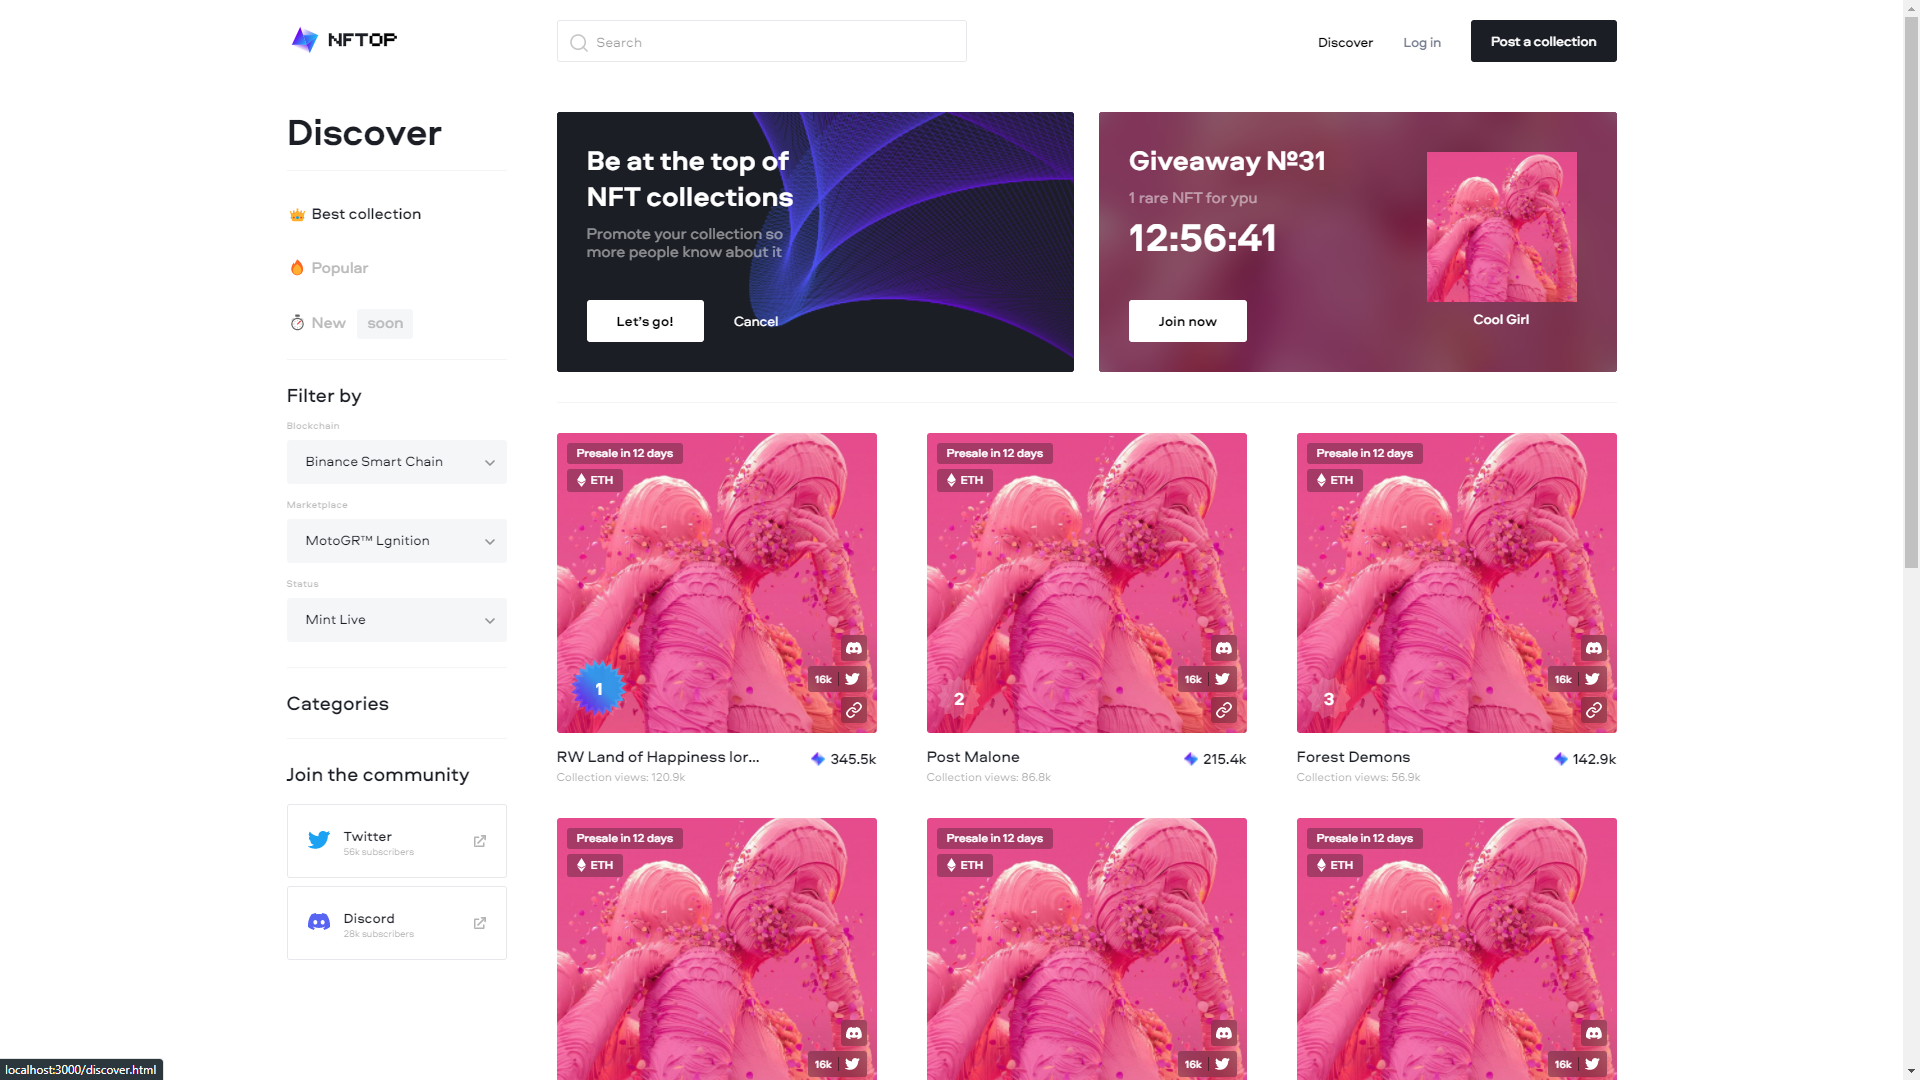 NFTOP
Search
Discover
Log in
Post a collection
Discover
Best collection
Popular
New
soon
Filter by
Blockchain
Binance Smart Chain
Marketplace
MotoGR™ Lgnition
Status
Mint Live
Categories
Join the community
Twitter
56k subscribers
Discord
28k subscribers
Be at the top of
NFT collections
Promote your collection so
more people know about it
Let's go!
Cancel
Giveaway №31
1 rare NFT for ypu
12:56:41
Join now
Cool Girl
Presale in 12 days
ETH
1
16k
RW Land of Happiness lor...
345.5k
Collection views: 120.9k
Presale in 12 days
ETH
2
16k
Post Malone
215.4k
Collection views: 86.8k
Presale in 12 days
ETH
3
16k
Forest Demons
142.9k
Collection views: 56.9k
Presale in 12 days
ETH
16k
Presale in 12 days
ETH
16k
Presale in 12 days
ETH
16k
localhost:3000/discover.html